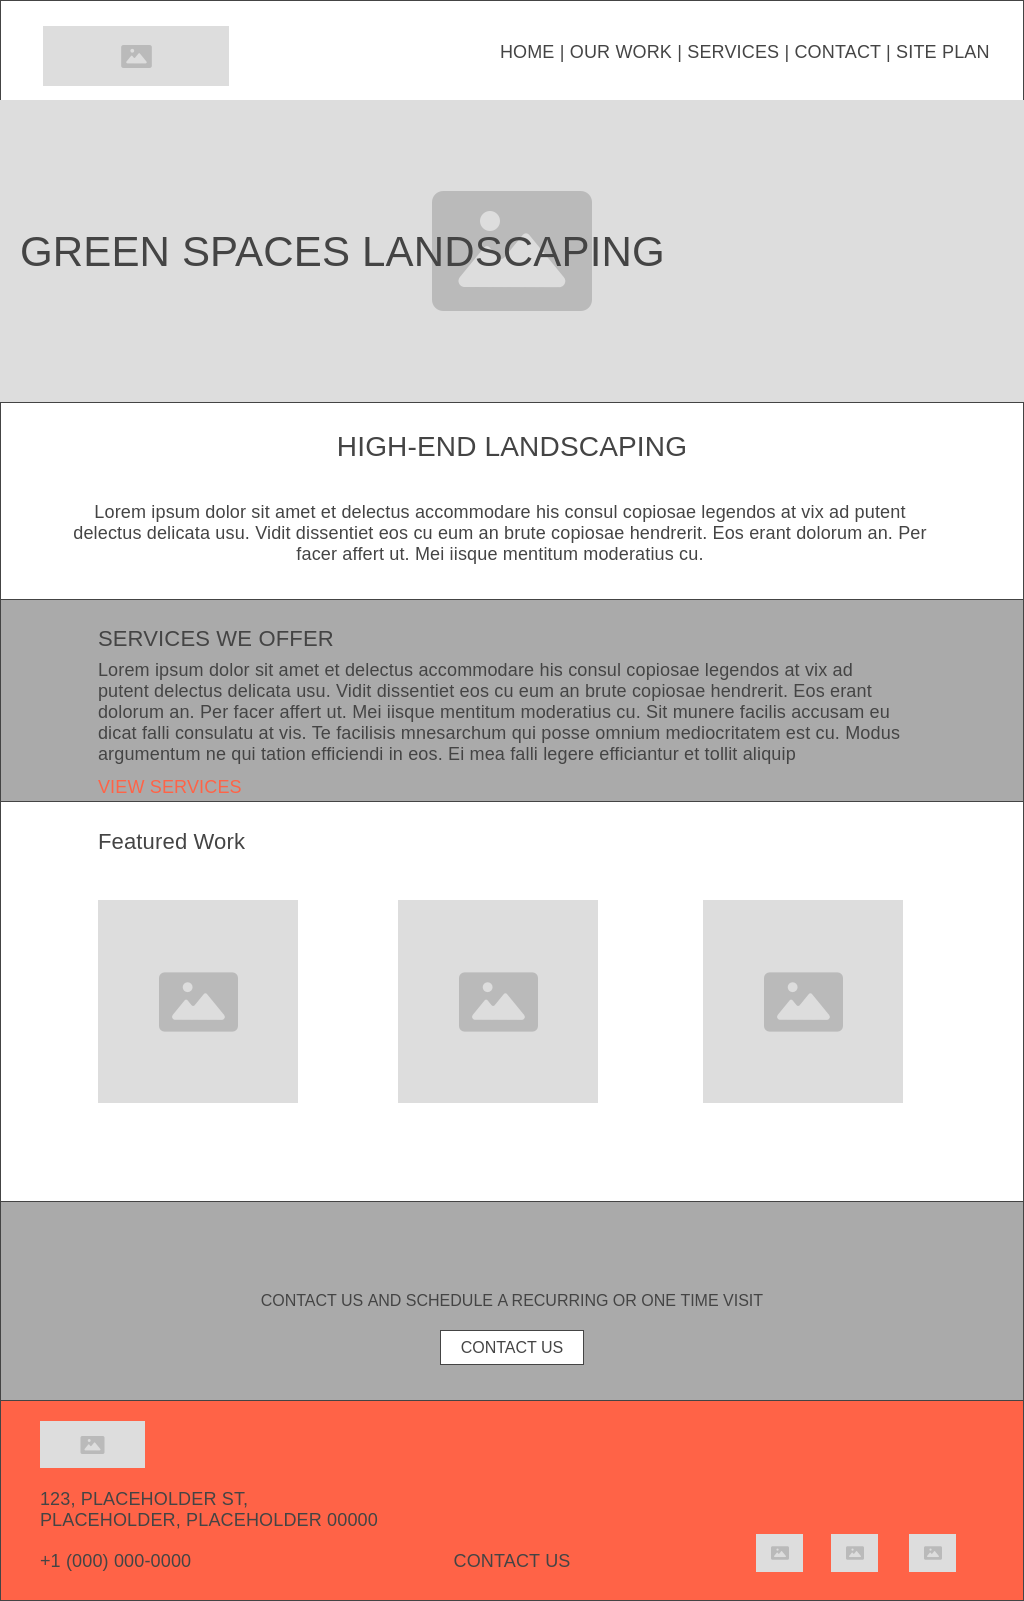 HOME | OUR WORK | SERVICES | CONTACT | SITE PLAN
GREEN SPACES LANDSCAPING
HIGH-END LANDSCAPING
Lorem ipsum dolor sit amet et delectus accommodare his consul copiosae legendos at vix ad putent
delectus delicata usu. Vidit dissentiet eos cu eum an brute copiosae hendrerit. Eos erant dolorum an. Per
facer affert ut. Mei iisque mentitum moderatius cu.
SERVICES WE OFFER
Lorem ipsum dolor sit amet et delectus accommodare his consul copiosae legendos at vix ad
putent delectus delicata usu. Vidit dissentiet eos cu eum an brute copiosae hendrerit. Eos erant
dolorum an. Per facer affert ut. Mei iisque mentitum moderatius cu. Sit munere facilis accusam eu
dicat falli consulatu at vis. Te facilisis mnesarchum qui posse omnium mediocritatem est cu. Modus
argumentum ne qui tation efficiendi in eos. Ei mea falli legere efficiantur et tollit aliquip
VIEW SERVICES
Featured Work
CONTACT US AND SCHEDULE A RECURRING OR ONE TIME VISIT
CONTACT US
123, PLACEHOLDER ST,
PLACEHOLDER, PLACEHOLDER 00000
+1 (000) 000-0000
CONTACT US